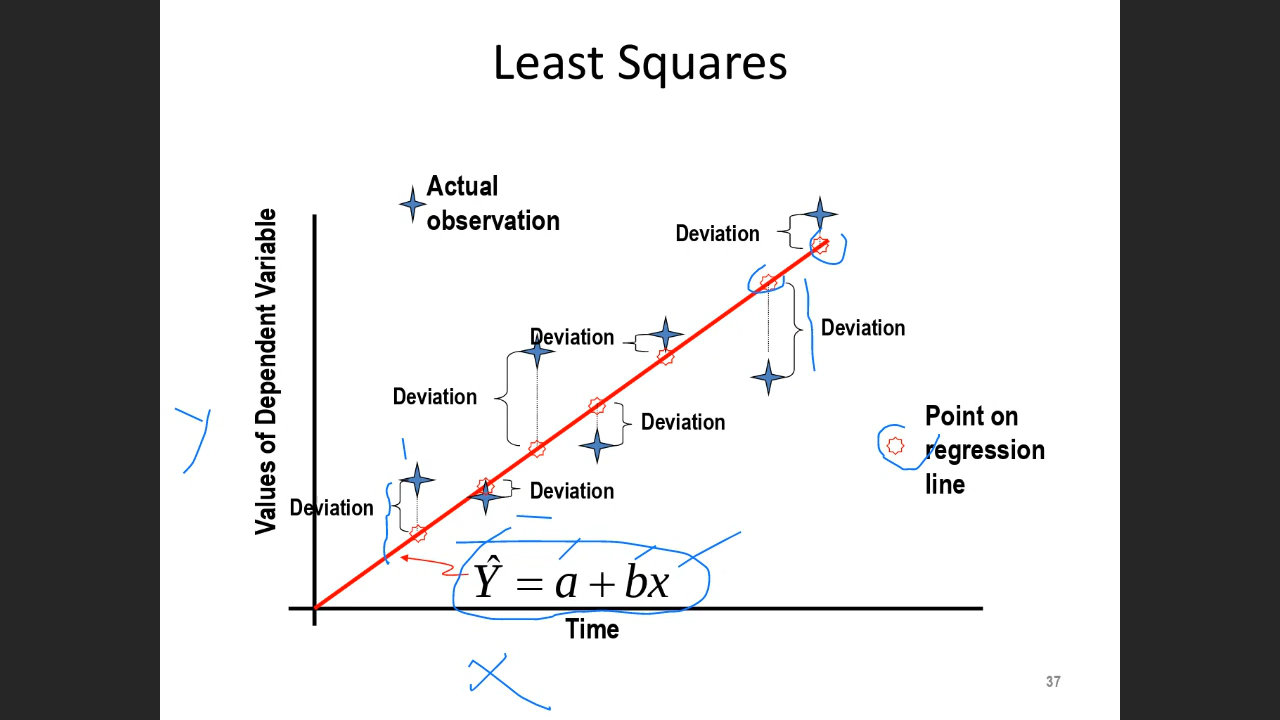 Least Squares
Actual
observation
Values of Dependent Variable
Deviation
Deviation
Deviation
Deviation
Deviation
Deviation
Deviation
Point on
regression
line
Ŷ = a + bx
Time
y
x
37